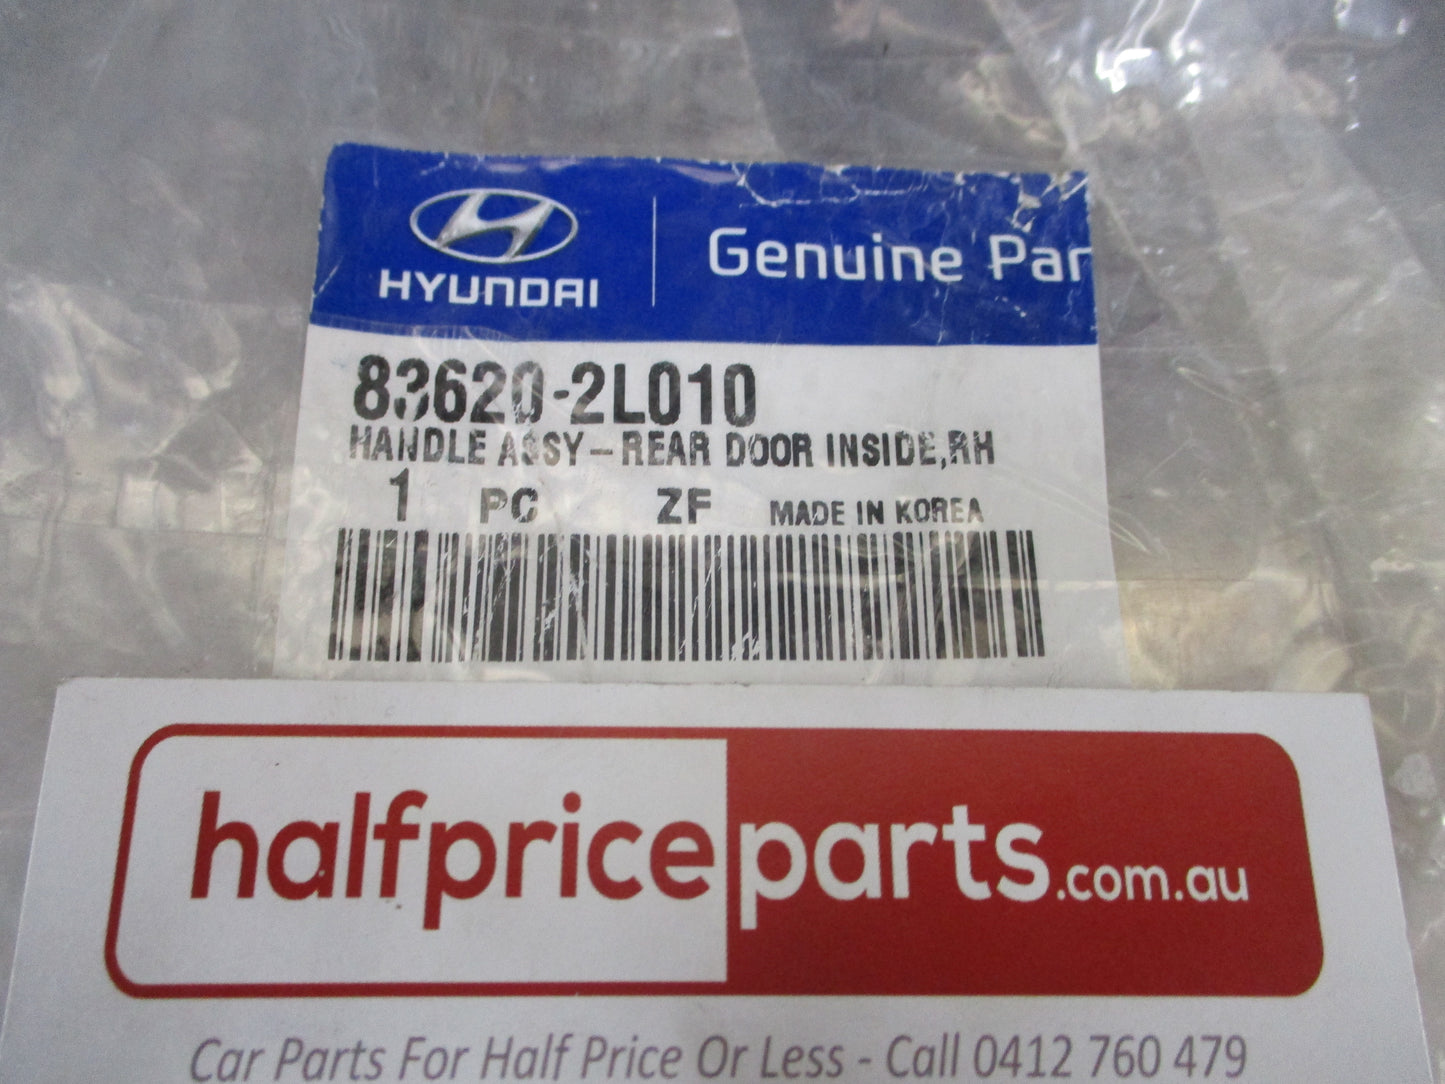 HYUNDAI
Genuine Par
83620-2L010
HANDLE ASSY-REAR DOOR INSIDE,RH
1 PC ZF MADE IN KOREA
halfpriceparts.com.au
Car Parts For Half Price Or Less - Call 0412 760 479